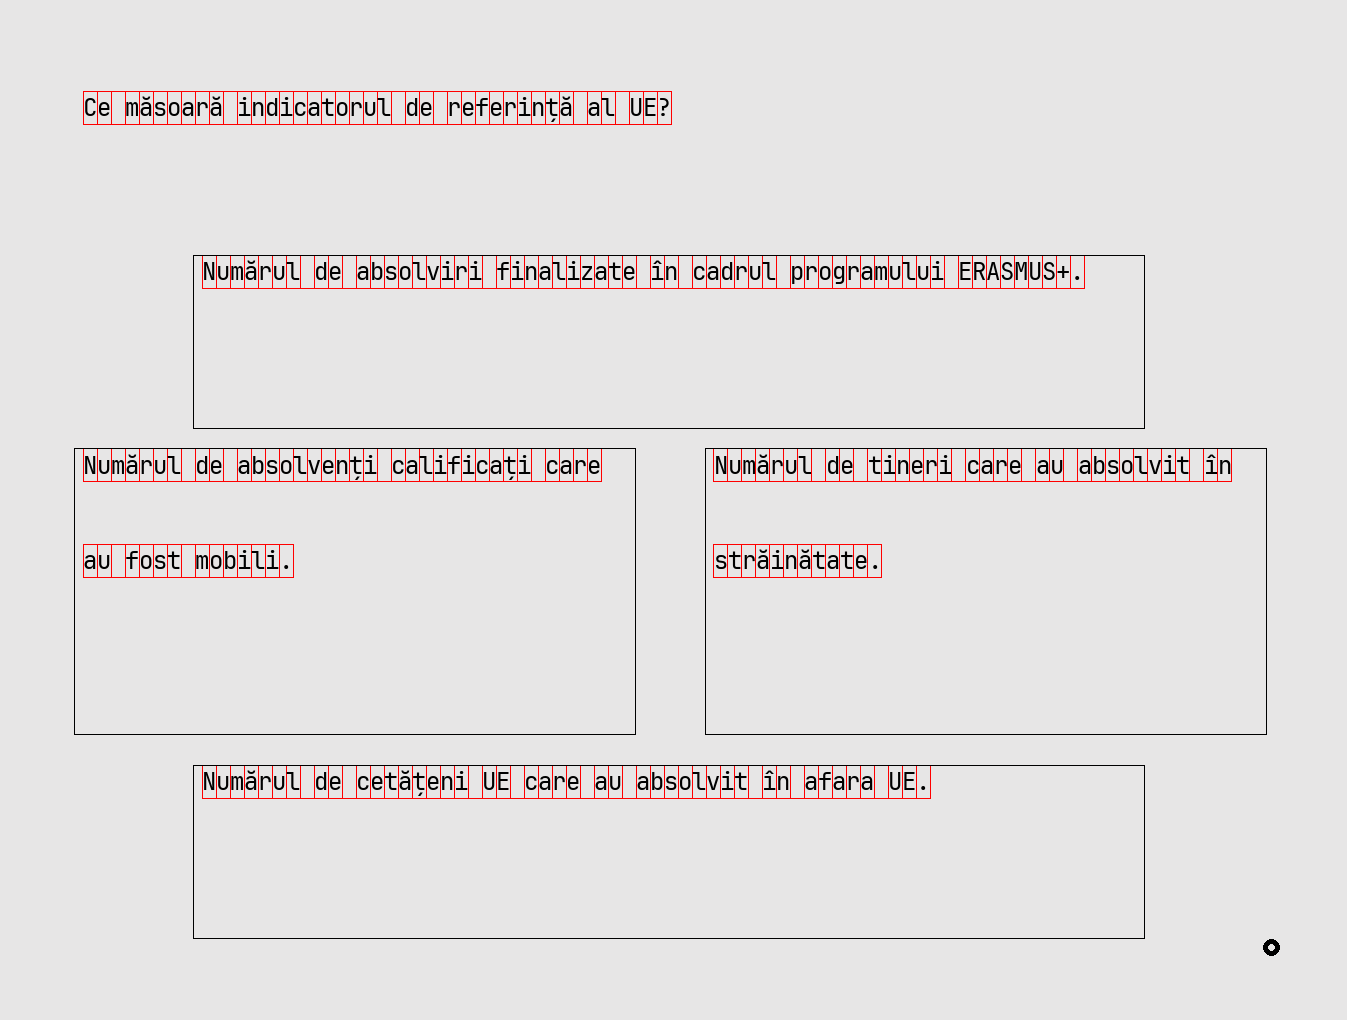 Ce măsoară indicatorul de referință al UE?
Numărul de absolviri finalizate în cadrul programului ERASMUS+.
Numărul de absolvenți calificați care
au fost mobili.
Numărul de tineri care au absolvit în
străinătate.
Numărul de cetățeni UE care au absolvit în afara UE.